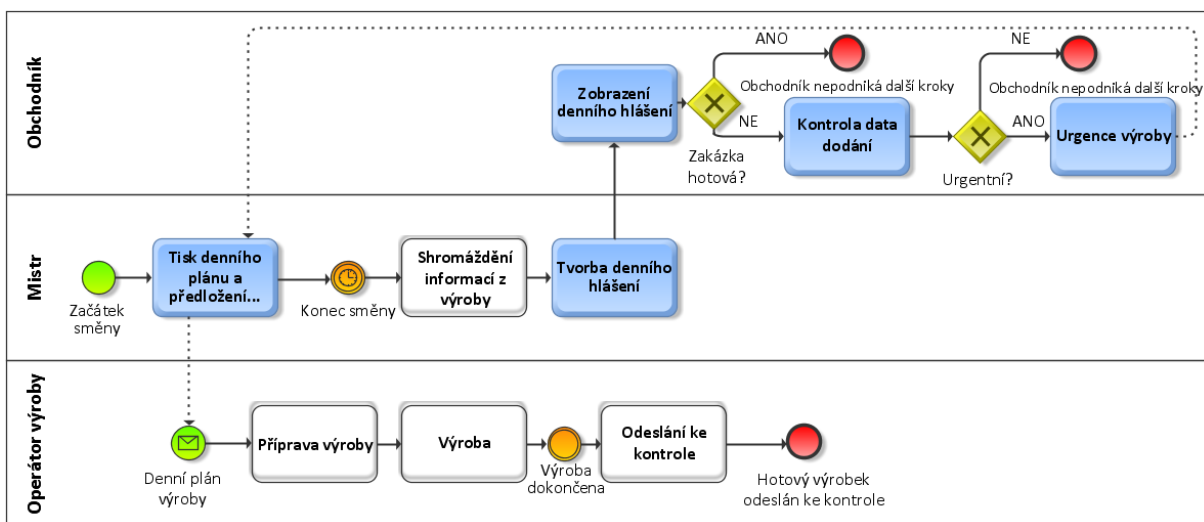 Obchodník
Zobrazení
denního hlášení
ANO
NE
Zakázka
hotová?
Obchodník nepodniká další kroky
Kontrola data
dodání
Urgentní?
NE
ANO
Obchodník nepodniká další kroky
Urgence výroby
Mistr
Začátek
směny
Tisk denního
plánu a
předložení...
Konec směny
Shromáždění
informací z
výroby
Tvorba denního
hlášení
Operátor výroby
Denní plán
výroby
Příprava výroby
Výroba
Výroba
dokončena
Odeslání ke
kontrole
Hotový výrobek
odeslán ke kontrole